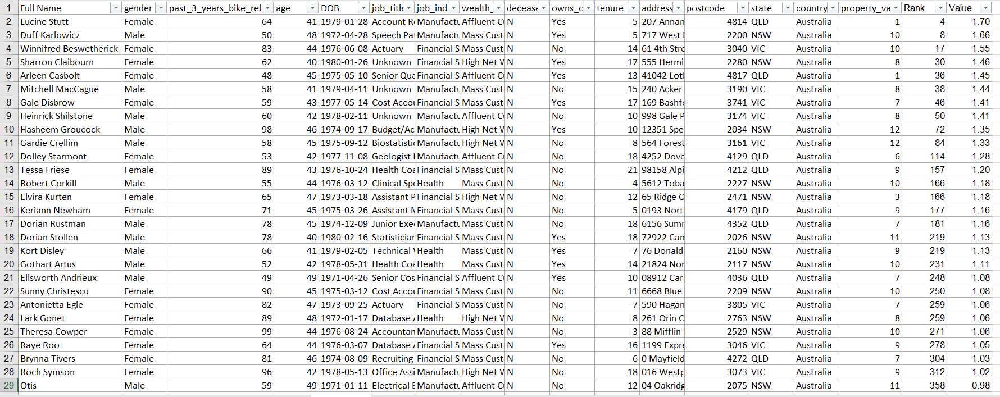 1 Full Name gender past_3_years_bike_rel age DOB job_title job_ind wealth_ decease owns_c tenure address postcode state country property_va Rank Value
2 Lucine Stutt Female 64 41 1979-01-28 Account R Manufactu Affluent Cu N Yes 5 207 Annan 4814 QLD Australia 1 4 1.70
3 Duff Karlowicz Male 50 48 1972-04-28 Speech Pat Manufactu Mass Cust N Yes 5 717 West 2200 NSW Australia 10 8 1.66
4 Winnifred Beswetherick Female 83 44 1976-06-08 Actuary Financial S Mass Cust N No 14 61 4th Stre 3040 VIC Australia 10 17 1.55
5 Sharron Claibourn Female 62 40 1980-01-26 Unknown Financial S High Net W N Yes 17 555 Hermi 2280 NSW Australia 8 30 1.46
6 Arleen Casbolt Female 48 45 1975-05-10 Senior Qua Financial S Affluent Cu N Yes 13 41042 Lotl 4817 QLD Australia 1 36 1.45
7 Mitchell MacCague Male 58 41 1979-04-11 Unknown Manufactu Mass Cust N No 15 240 Acker 3190 VIC Australia 8 38 1.44
8 Gale Disbrow Female 59 43 1977-05-14 Cost Accou Financial S Mass Cust N Yes 17 169 Bashfo 3741 VIC Australia 7 46 1.41
9 Heinrick Shilstone Male 60 42 1978-02-11 Unknown Manufactu Affluent Cu N No 10 998 Gale P 3174 VIC Australia 8 50 1.41
10 Hasheem Groucock Male 98 46 1974-09-17 Budget/Ac Manufactu High Net W N Yes 10 12351 Spe 2034 NSW Australia 12 72 1.35
11 Gardie Crellim Male 58 45 1975-09-12 Biostatistic Manufactu High Net W N No 8 564 Forest 3161 VIC Australia 12 84 1.33
12 Dolley Starmont Female 53 42 1977-11-08 Geologist I Manufactu Affluent Cu N No 18 4252 Dove 4129 QLD Australia 6 114 1.28
13 Tessa Friese Female 89 43 1976-10-24 Health Coa Financial S Mass Cust N No 21 98158 Alpi 4212 QLD Australia 9 157 1.20
14 Robert Corkill Male 55 44 1976-03-12 Clinical Spe Health Mass Cust N No 4 5612 Toba 2227 NSW Australia 10 166 1.18
15 Elvira Kurten Female 65 47 1973-03-18 Assistant P Financial S High Net W N No 12 65 Ridge O 2471 NSW Australia 3 166 1.18
16 Keriann Newham Female 71 45 1975-03-26 Assistant M Financial S Mass Cust N No 5 0193 Nort 4179 QLD Australia 9 177 1.16
17 Dorian Rustman Male 78 45 1974-12-09 Junior Exe Manufactu Mass Cust N No 18 6156 Sumr 4352 QLD Australia 7 181 1.16
18 Dorian Stollen Male 78 40 1980-02-16 Statistician Financial S Mass Cust N Yes 18 72922 Can 2026 NSW Australia 11 219 1.13
19 Kort Disley Male 66 41 1979-02-05 Technical Health Mass Cust N Yes 7 76 Donald 2160 NSW Australia 9 219 1.13
20 Gothart Artus Male 52 42 1978-05-31 Health Coa Health Mass Cust N Yes 14 21824 Nor 2117 NSW Australia 10 231 1.11
21 Ellsworth Andrieux Male 49 49 1971-04-26 Senior Cos Financial S Affluent Cu N Yes 10 08912 Carl 4036 QLD Australia 7 248 1.08
22 Sunny Christescu Female 90 45 1975-03-12 Cost Accou Financial S Mass Cust N No 11 6668 Blue 2209 NSW Australia 10 250 1.08
23 Antonietta Egle Female 82 47 1973-09-25 Actuary Financial S Mass Cust N No 7 590 Hagan 3805 VIC Australia 7 259 1.06
24 Lark Gonet Female 89 48 1972-01-17 Database A Health High Net W N No 8 261 Orin C 2763 NSW Australia 8 259 1.06
25 Theresa Cowper Female 99 44 1976-08-24 Accountan Manufactu Mass Cust N No 3 88 Mifflin 2529 NSW Australia 10 271 1.06
26 Raye Roo Female 64 44 1976-03-07 Database A Financial S Mass Cust N Yes 16 1199 Expre 3046 VIC Australia 9 278 1.05
27 Brynna Tivers Female 81 46 1974-08-09 Recruiting Financial S Mass Cust N No 6 0 Mayfield 4272 QLD Australia 7 304 1.03
28 Roch Symson Female 96 42 1978-05-13 Office Assi Manufactu High Net W N No 18 016 Westp 3073 VIC Australia 9 312 1.02
29 Otis Male 59 49 1971-01-11 Electrical E Manufactu Affluent Cu N No 12 04 Oakridg 2075 NSW Australia 11 358 0.98